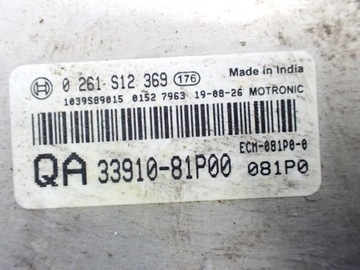 0 261 S12 369 176 Made in India
1039S89015 0152 7963 19-08-26 MOTRONIC
ECM-081P0-0
QA 33910-81P00 081P0